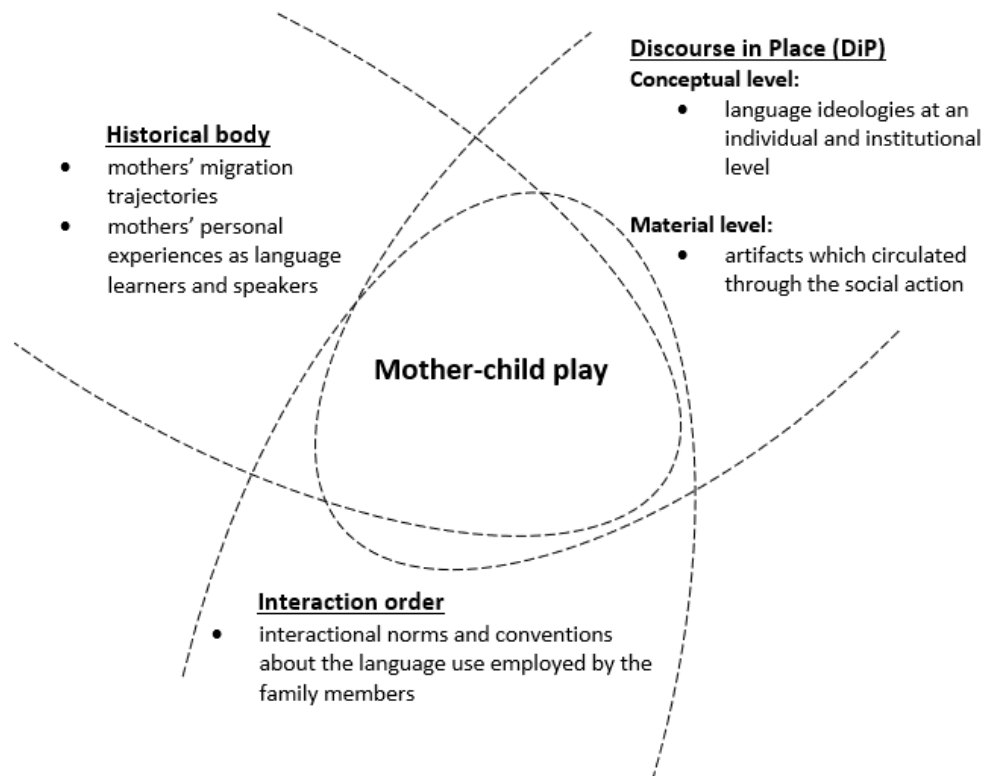 Discourse in Place (DiP)
Conceptual level:
• language ideologies at an
individual and institutional
level
Material level:
• artifacts which circulated
through the social action
Historical body
• mothers’ migration
trajectories
• mothers’ personal
experiences as language
learners and speakers
Mother-child play
Interaction order
• interactional norms and conventions
about the language use employed by the
family members